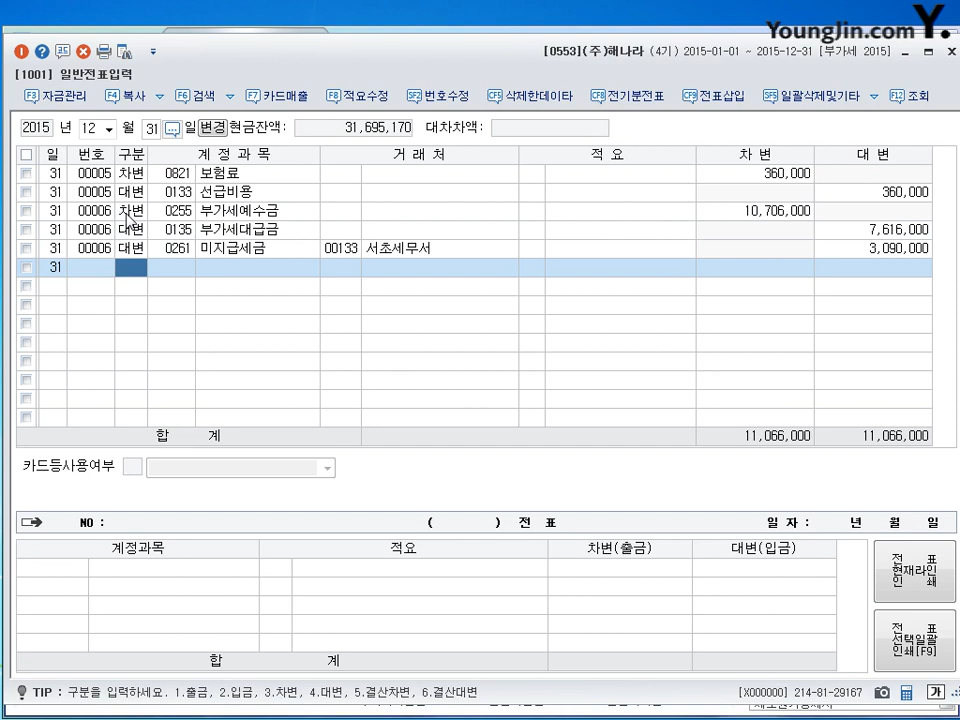 YoungJin.com Y.
[0553](주)해나라 (4기) 2015-01-01 ~ 2015-12-31 [부가세 2015]
[1001] 일반전표입력
F3 자금관리 F4 복사 F6 검색 F7 카드매출 F8 적요수정 SF2 번호수정 CF5 삭제한데이타 CF8 전기분전표 CF9 전표삽입 SF5 일괄삭제및기타 F12 조회
2015 년 12 월 31 일 변경 현금잔액: 31,695,170 대차차액:
일 번호 구분 계 정 과 목 거 래 처 적 요 차 변 대 변
31 00005 차변 0821 보험료 360,000
31 00005 대변 0133 선급비용 360,000
31 00006 차변 0255 부가세예수금 10,706,000
31 00006 대변 0135 부가세대급금 7,616,000
31 00006 대변 0261 미지급세금 00133 서초세무서 3,090,000
31
합 계 11,066,000 11,066,000
카드등사용여부
NO : ( ) 전 표 일 자 : 년 월 일
계정과목 적요 차변(출금) 대변(입금)
전 표
현재라인
인 쇄
전 표
선택일괄
인쇄[F9]
합 계
TIP : 구분을 입력하세요. 1.출금, 2.입금, 3.차변, 4.대변, 5.결산차변, 6.결산대변 [X000000] 214-81-29167 가